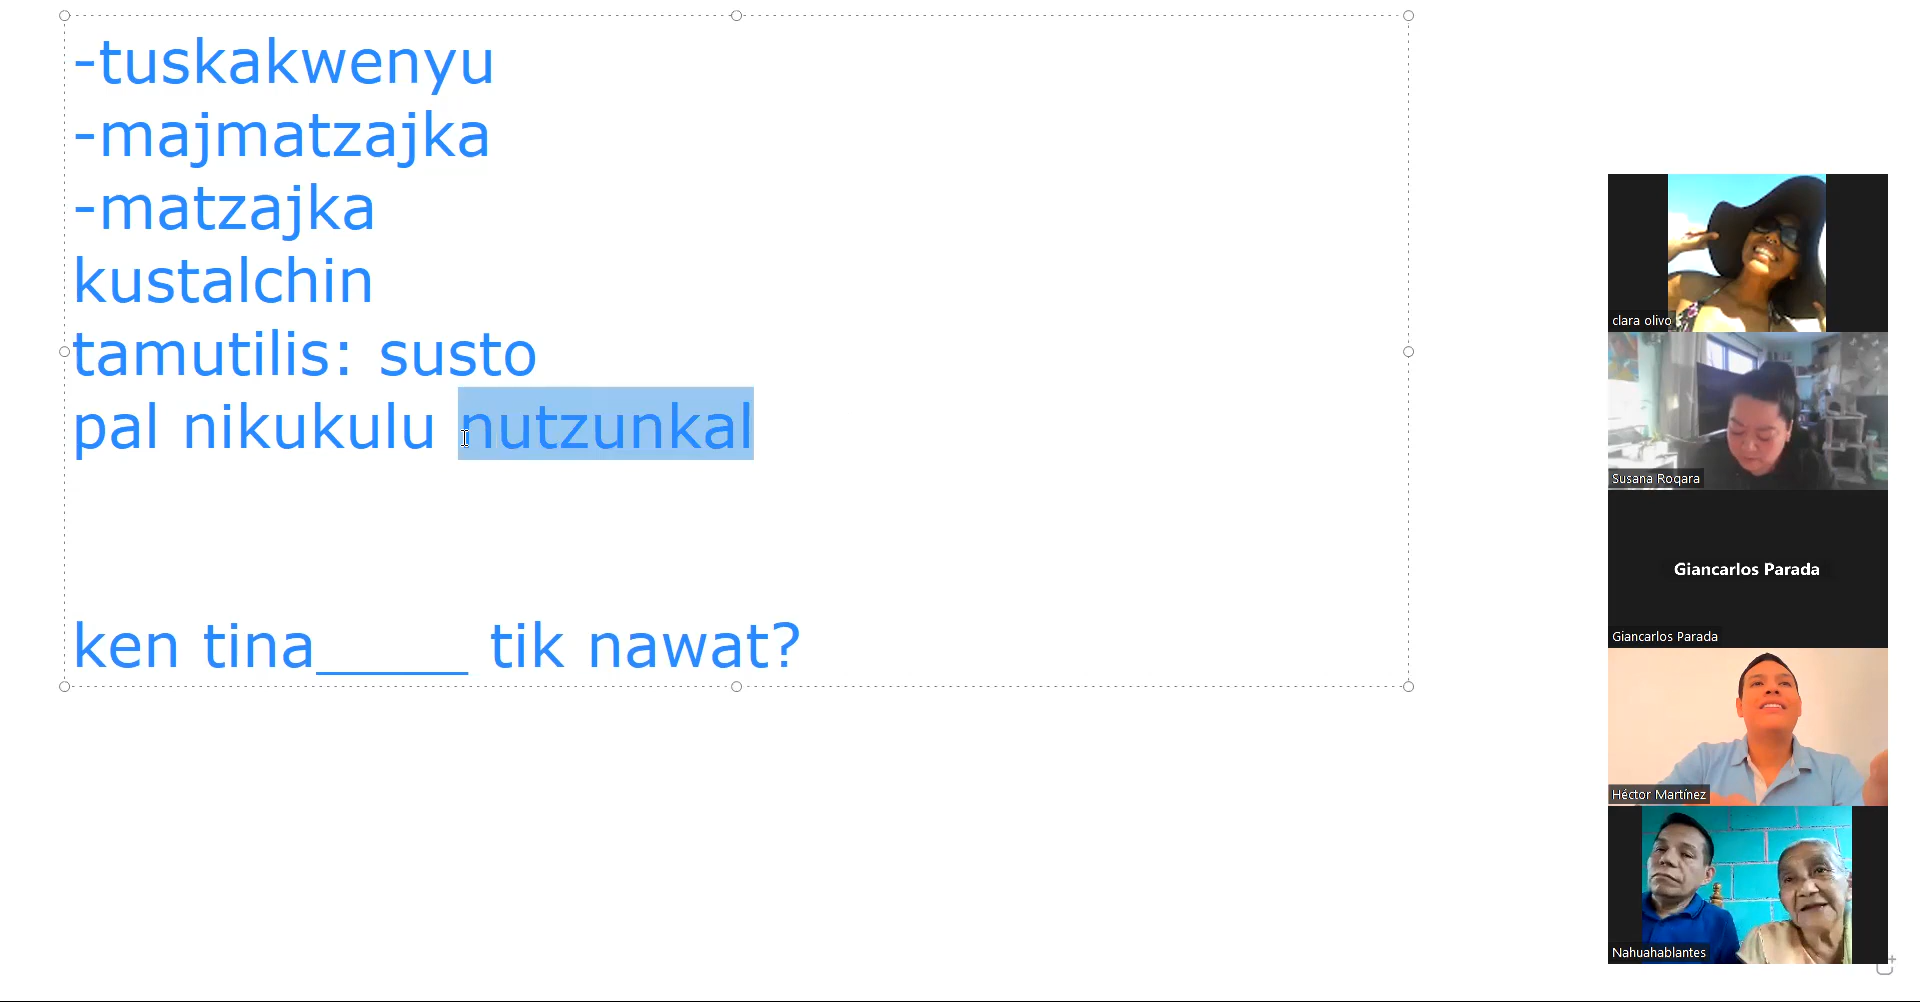 -tuskakwenyu
-majmatzajka
-matzajka
kustalchin
tamutilis: susto
pal nikukulu nutzunkal
ken tina_____ tik nawat?
clara olivo
Susana Roqara
Giancarlos Parada
Giancarlos Parada
Héctor Martínez
Nahuahablantes